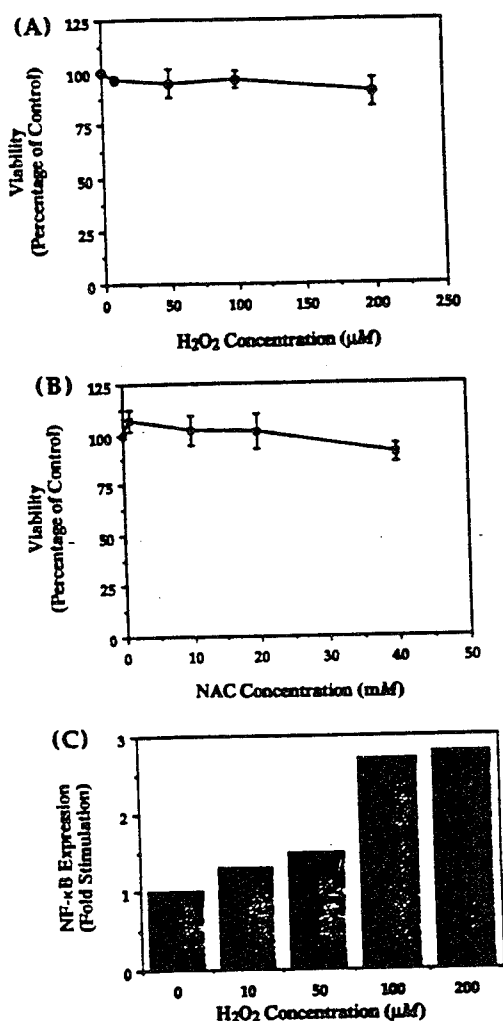 (A)
125
100
75
50
25
0
Viability
(Percentage of Control)
0 50 100 150 200 250
H₂O₂ Concentration (μM)
(B)
125
100
75
50
25
0
Viability
(Percentage of Control)
0 10 20 30 40 50
NAC Concentration (mM)
(C)
3
2
1
0
NF-κB Expression
(Fold Stimulation)
0 10 50 100 200
H₂O₂ Concentration (μM)